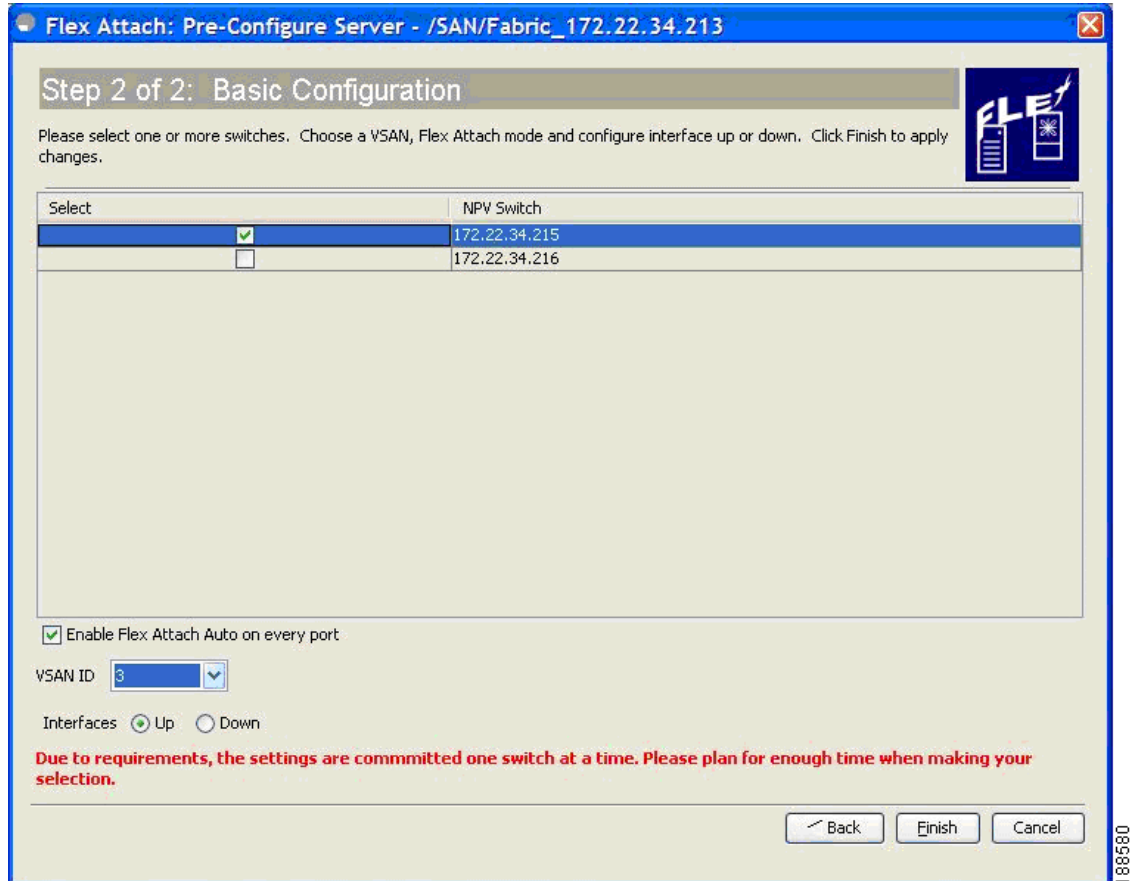 Flex Attach: Pre-Configure Server - /SAN/Fabric_172.22.34.213
Step 2 of 2: Basic Configuration
FLEX
Please select one or more switches. Choose a VSAN, Flex Attach mode and configure interface up or down. Click Finish to apply
changes.
Select NPV Switch
172.22.34.215
172.22.34.216
Enable Flex Attach Auto on every port
VSAN ID 3
Interfaces Up Down
Due to requirements, the settings are commmitted one switch at a time. Please plan for enough time when making your
selection.
Back Finish Cancel
188580